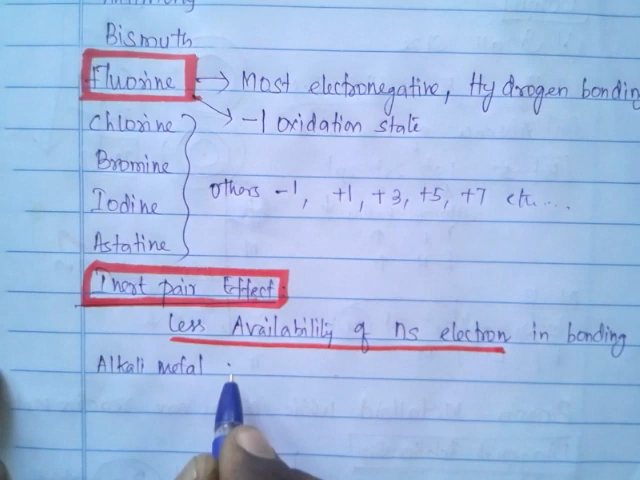 Bismuth
Fluorine → Most electronegative, Hydrogen bonding
→ -1 oxidation state
Chlorine
Bromine
Iodine
Others -1, +1, +3, +5, +7 etc....
Astatine
Inert pair Effect:
less Availability of ns electron in bonding
Alkali metal :